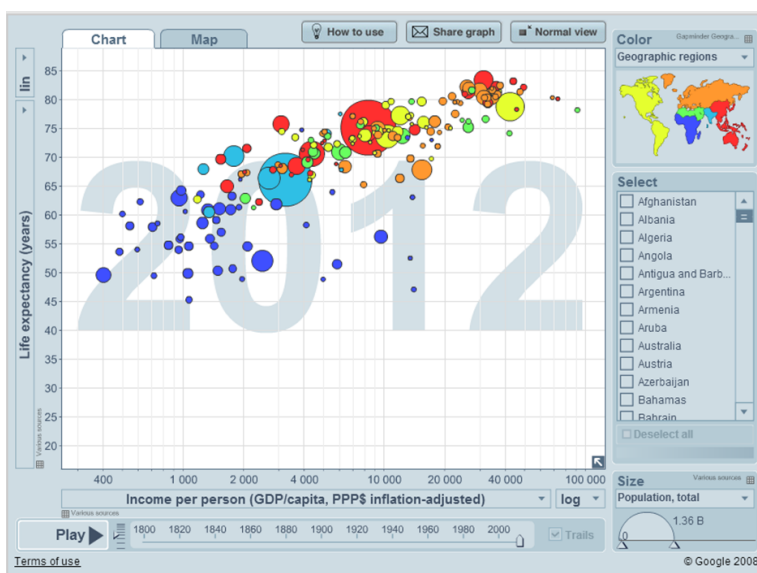 Chart
Map
How to use
Share graph
Normal view
Color
Gapminder Geogra...
Geographic regions
lin
Life expectancy (years)
Various sources
85
80
75
70
65
60
55
50
45
40
35
30
25
20
2012
400
1 000
2 000
4 000
10 000
20 000
40 000
100 000
Select
Afghanistan
Albania
Algeria
Angola
Antigua and Barb...
Argentina
Armenia
Aruba
Australia
Austria
Azerbaijan
Bahamas
Bahrain
Deselect all
Income per person (GDP/capita, PPP$ inflation-adjusted)
log
Various sources
Size
Various sources
Population, total
1.36 B
0
Play
1800
1820
1840
1860
1880
1900
1920
1940
1960
1980
2000
Trails
Terms of use
© Google 2008